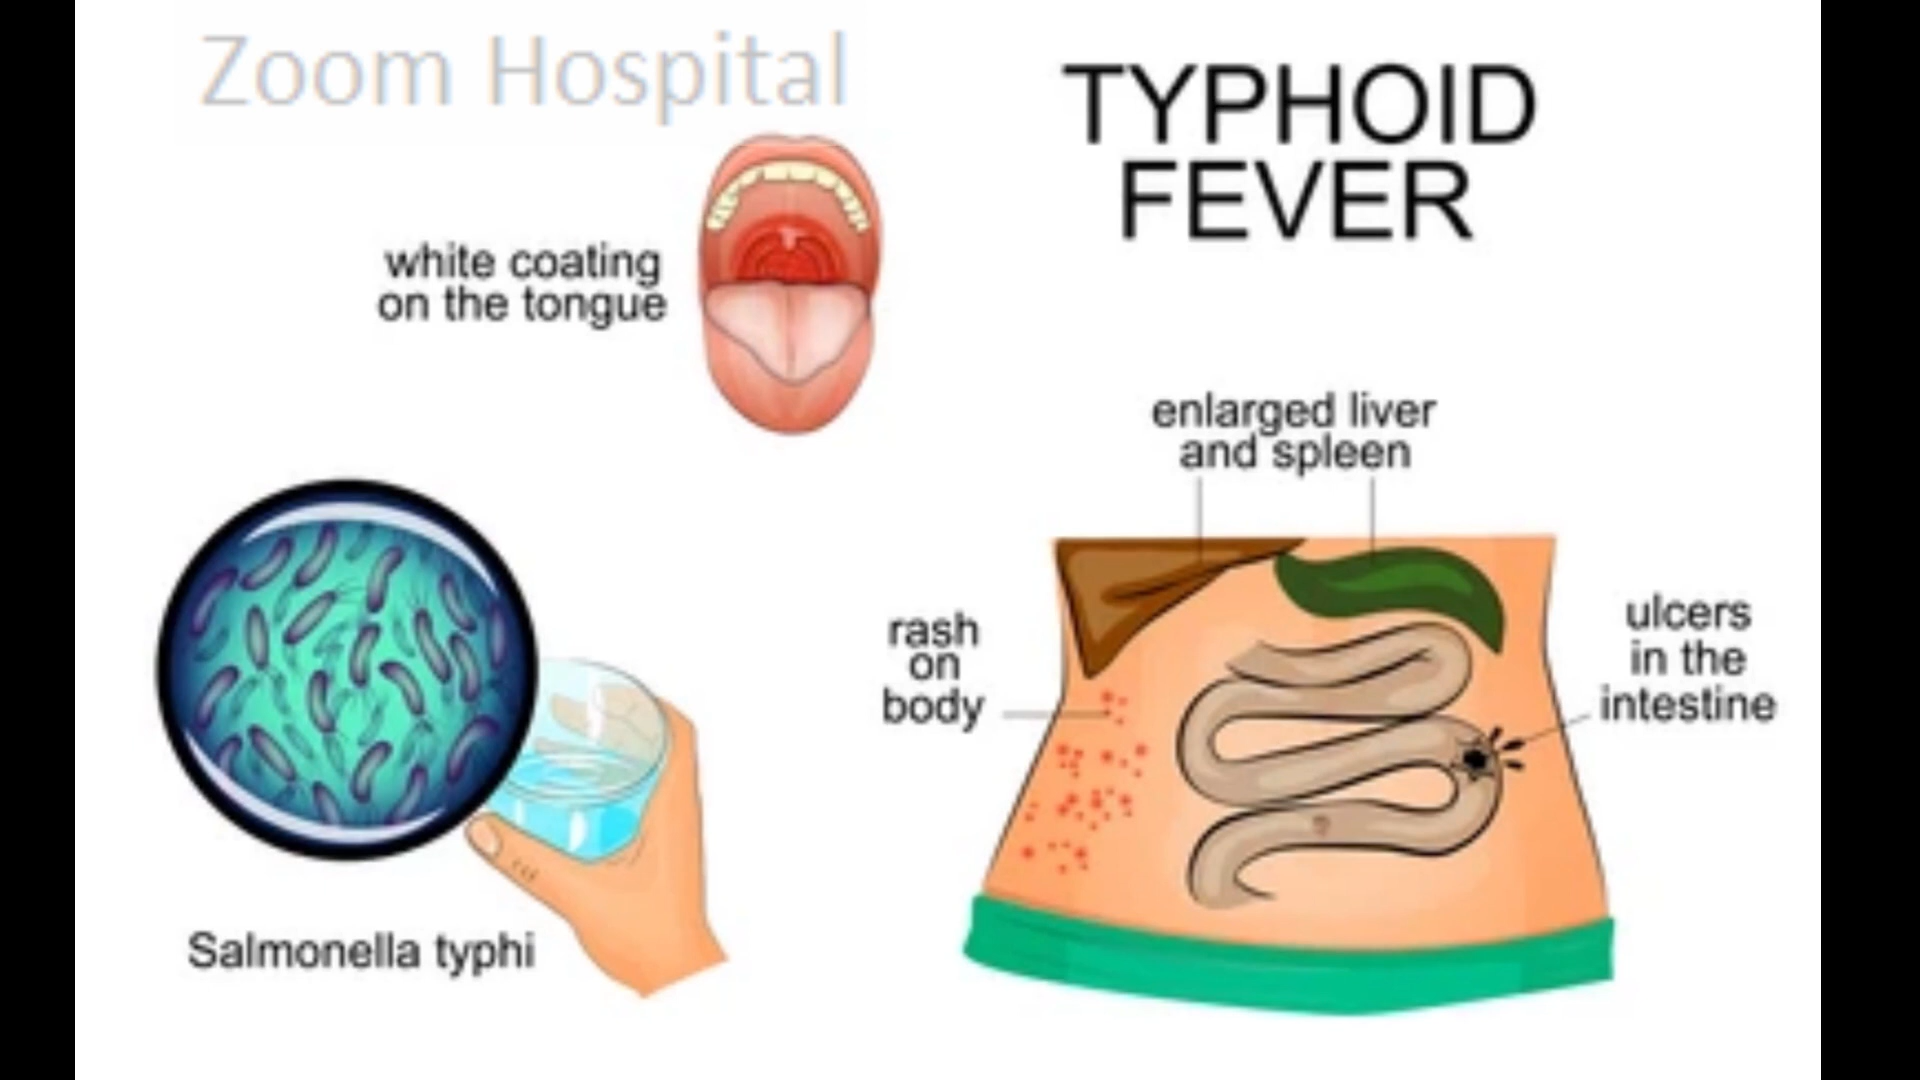 Zoom Hospital
TYPHOID
FEVER
white coating
on the tongue
enlarged liver
and spleen
rash
on
body
ulcers
in the
intestine
Salmonella typhi